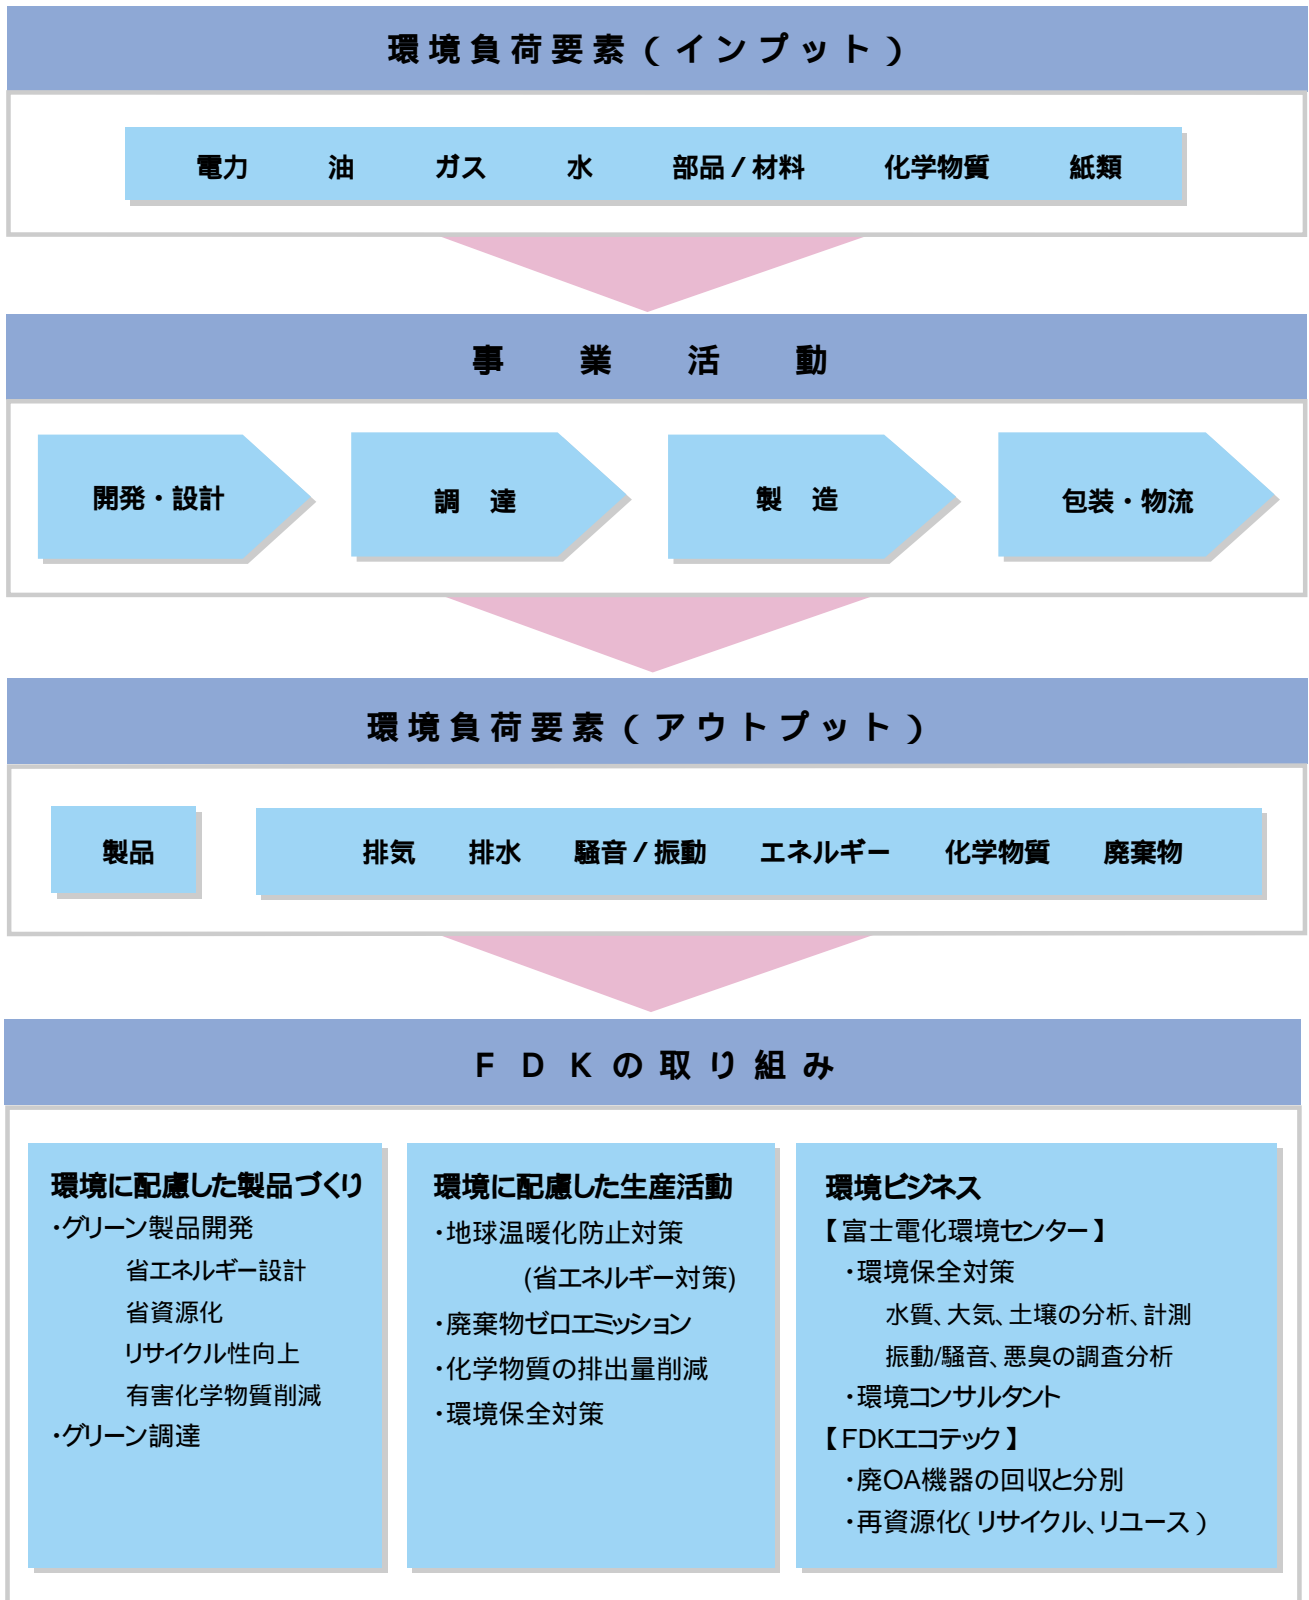 環境負荷要素（インプット）
電力 油 ガス 水 部品/材料 化学物質 紙類
事業活動
開発・設計 調達 製造 包装・物流
環境負荷要素（アウトプット）
製品 排気 排水 騒音/振動 エネルギー 化学物質 廃棄物
FDKの取り組み
環境に配慮した製品づくり
・グリーン製品開発
省エネルギー設計
省資源化
リサイクル性向上
有害化学物質削減
・グリーン調達
環境に配慮した生産活動
・地球温暖化防止対策
(省エネルギー対策)
・廃棄物ゼロエミッション
・化学物質の排出量削減
・環境保全対策
環境ビジネス
【富士電化環境センター】
・環境保全対策
水質、大気、土壌の分析、計測
振動/騒音、悪臭の調査分析
・環境コンサルタント
【FDKエコテック】
・廃OA機器の回収と分別
・再資源化（リサイクル、リユース）